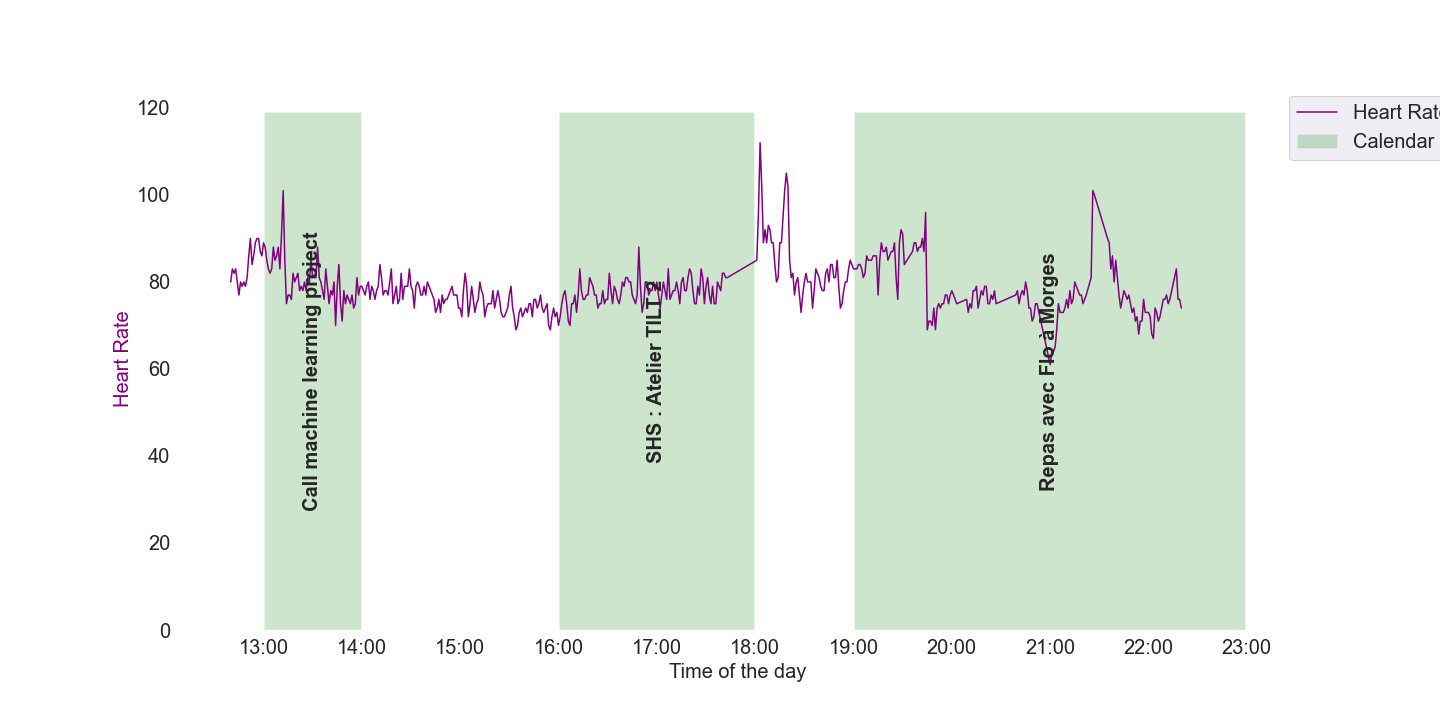 120
100
80
60
40
20
0
Heart Rate
Call machine learning project
SHS : Atelier TILT 2
Repas avec Flo à Morges
Heart Rate
Calendar
13:00 14:00 15:00 16:00 17:00 18:00 19:00 20:00 21:00 22:00 23:00
Time of the day